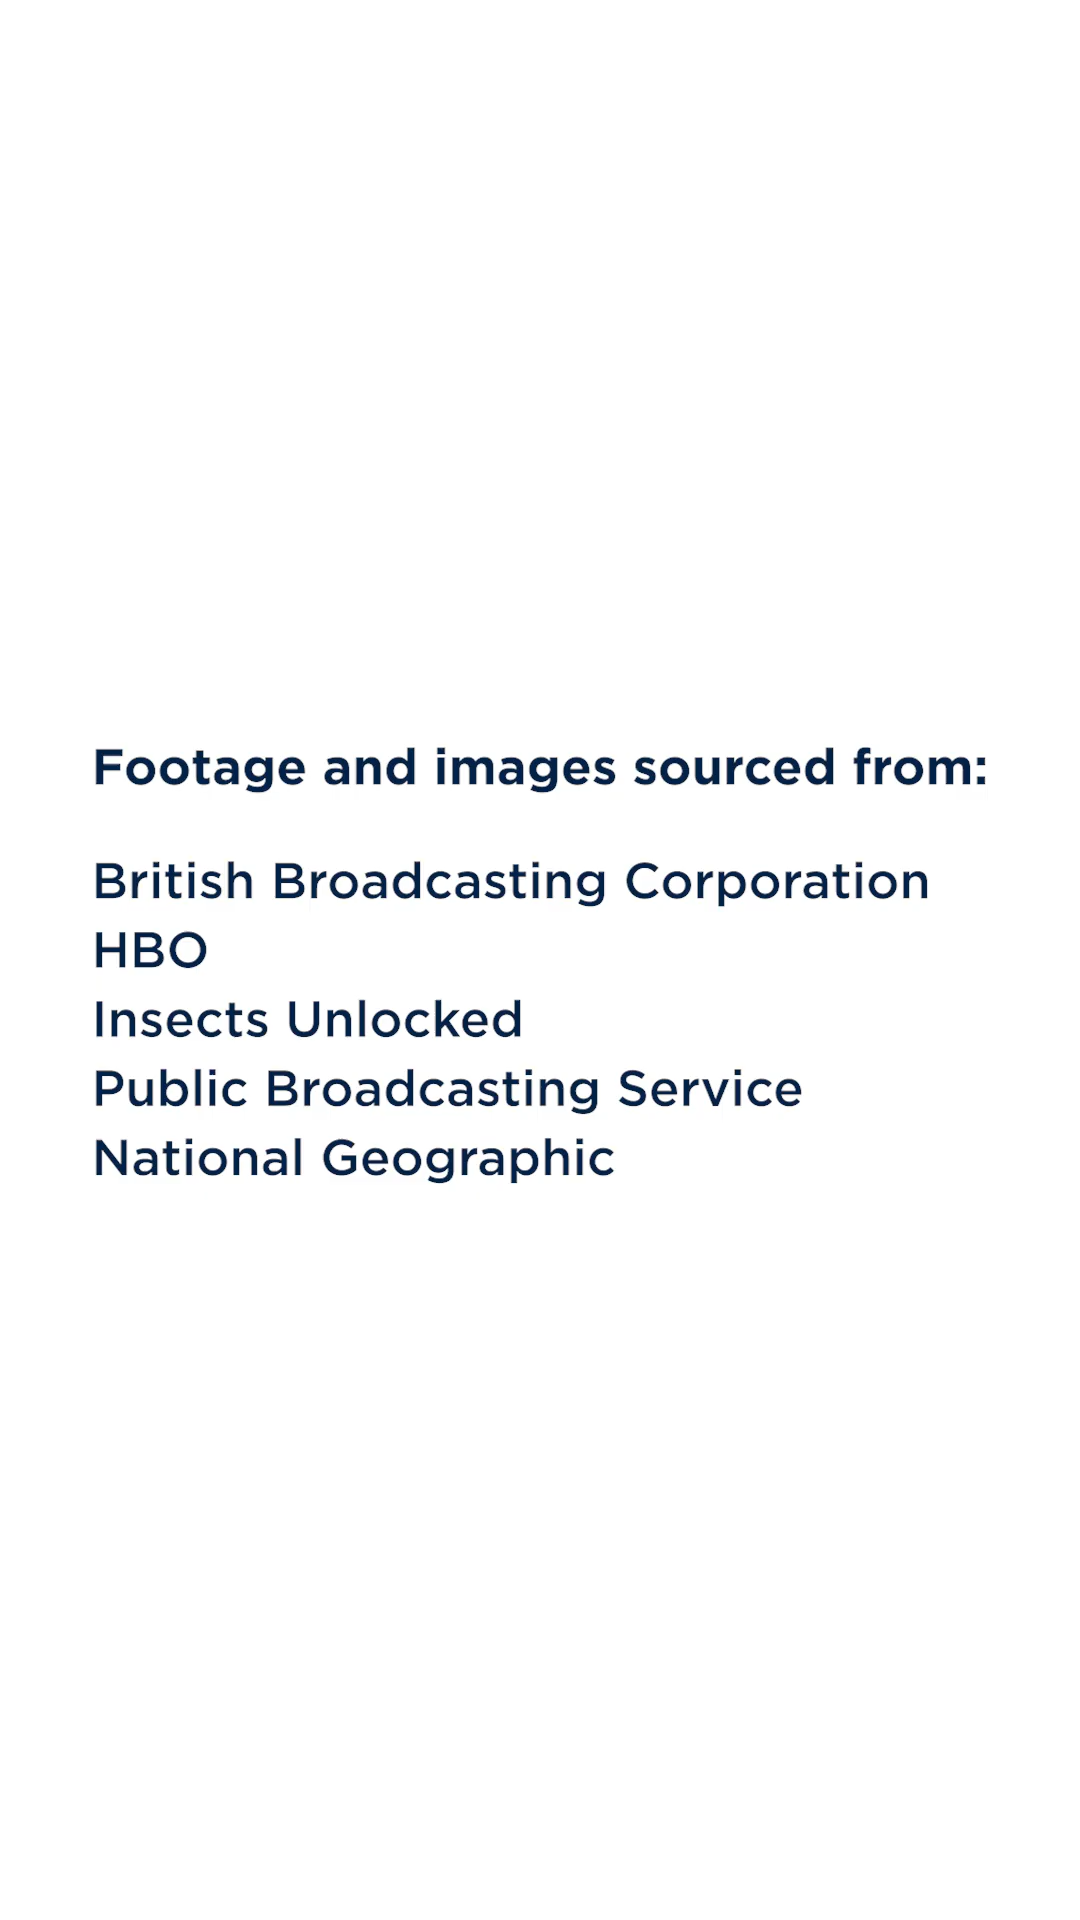 Footage and images sourced from:
British Broadcasting Corporation
HBO
Insects Unlocked
Public Broadcasting Service
National Geographic